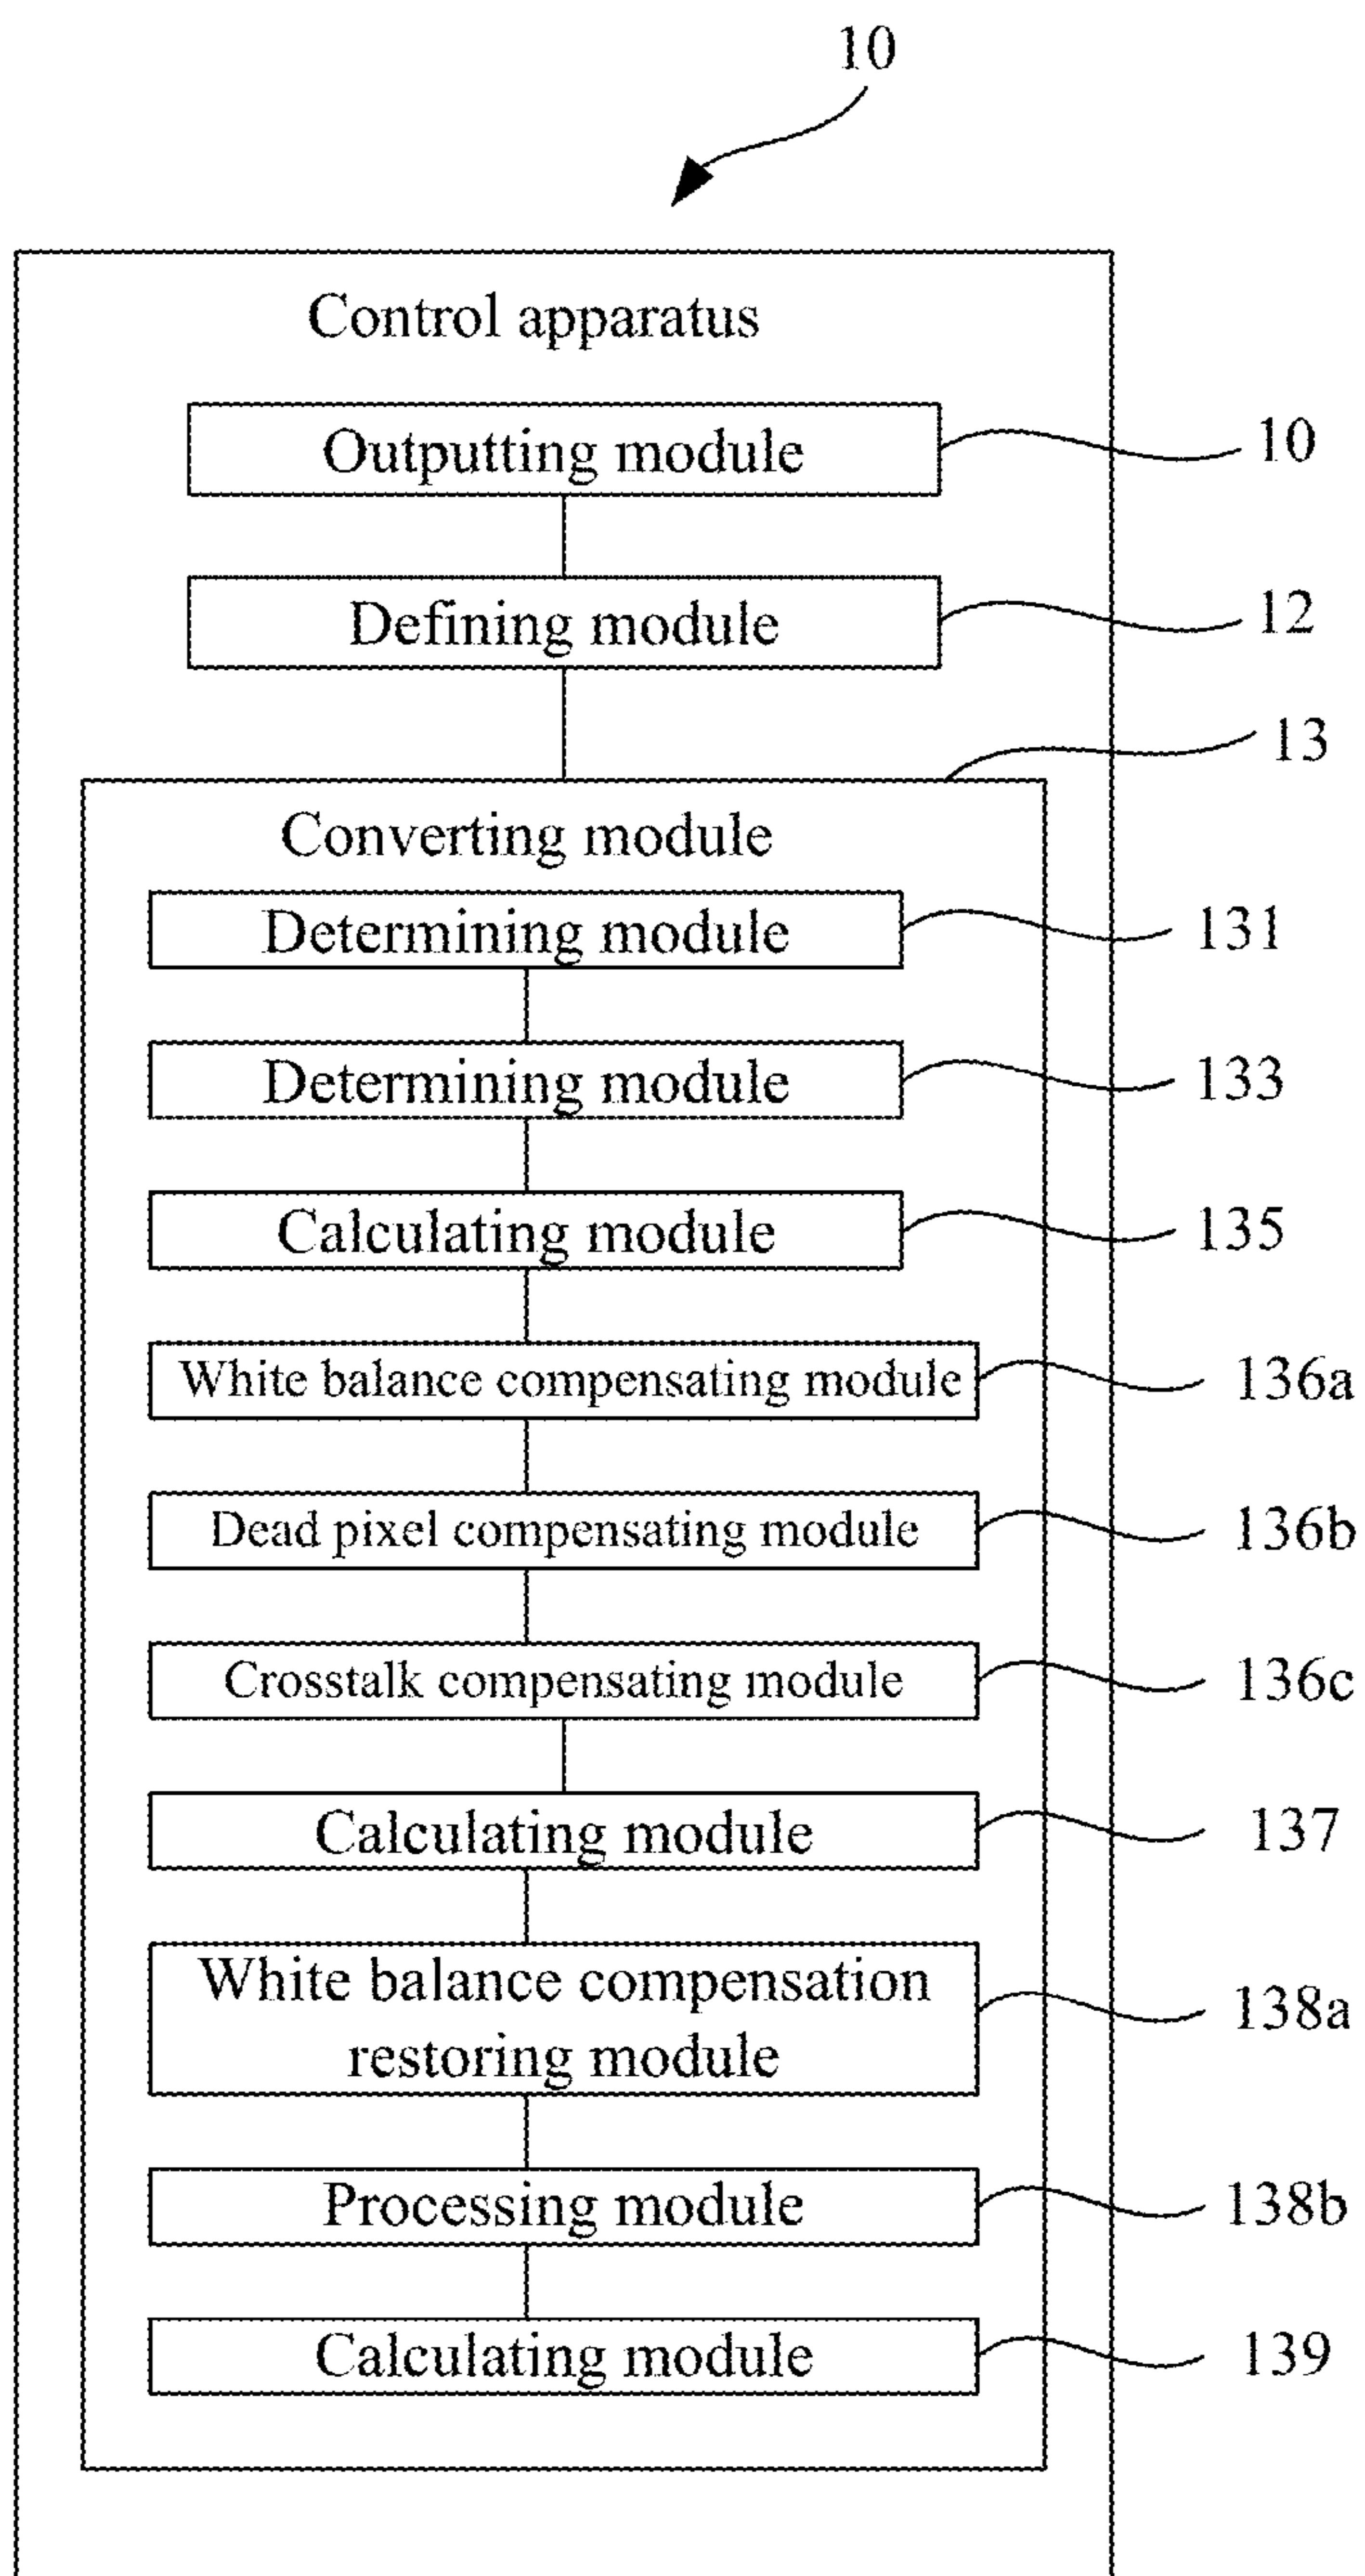 10
Control apparatus
Outputting module
10
Defining module
12
13
Converting module
Determining module
131
Determining module
133
Calculating module
135
White balance compensating module
136a
Dead pixel compensating module
136b
Crosstalk compensating module
136c
Calculating module
137
White balance compensation
restoring module
138a
Processing module
138b
Calculating module
139